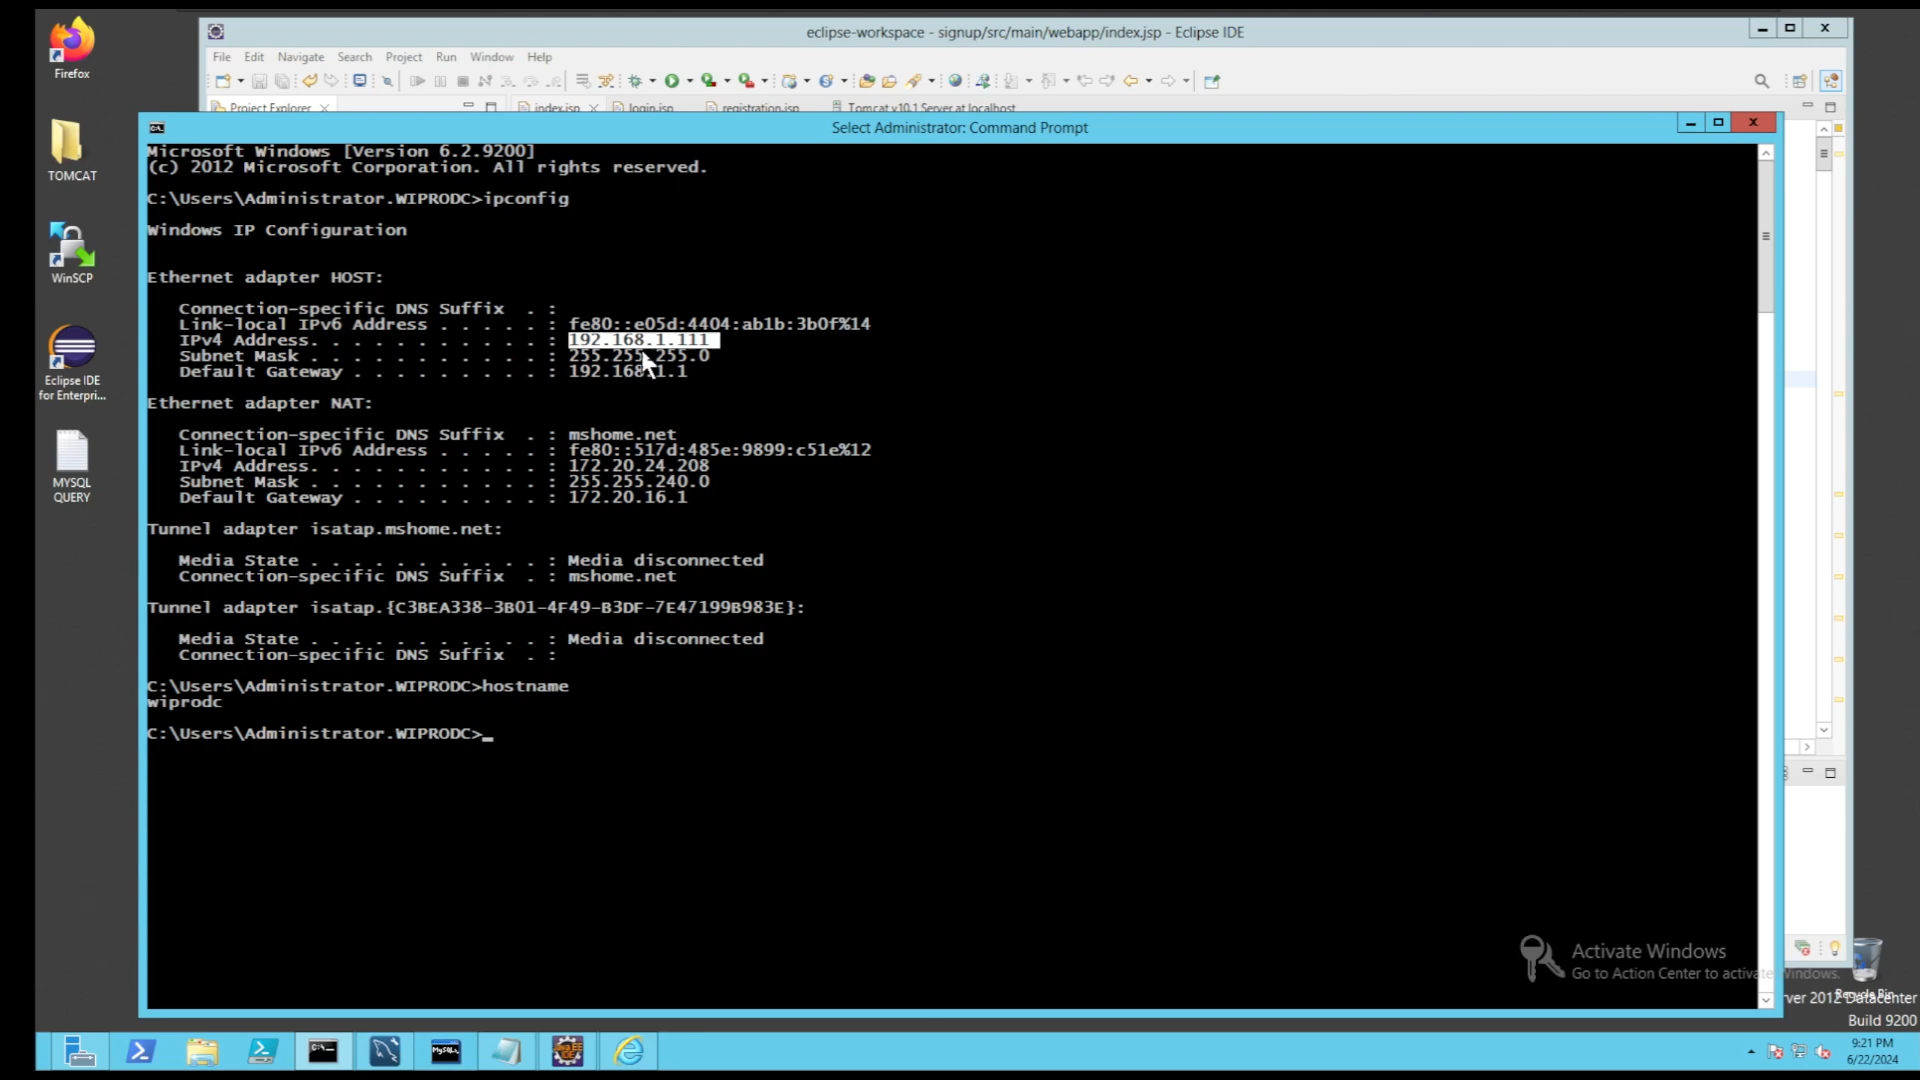 Firefox
TOMCAT
WinSCP
Eclipse IDE
for Enterpri...
MYSQL
QUERY
eclipse-workspace - signup/src/main/webapp/index.jsp - Eclipse IDE
File Edit Navigate Search Project Run Window Help
Project Explorer index.jsp login.jsp registration.jsp Tomcat v10.1 Server at localhost
Select Administrator: Command Prompt
Microsoft Windows [Version 6.2.9200]
(c) 2012 Microsoft Corporation. All rights reserved.
C:\Users\Administrator.WIPRODC>ipconfig
Windows IP Configuration
Ethernet adapter HOST:
Connection-specific DNS Suffix . :
Link-local IPv6 Address . . . . . : fe80::e05d:4404:ab1b:3b0f%14
IPv4 Address. . . . . . . . . . . : 192.168.1.111
Subnet Mask . . . . . . . . . . . : 255.255.255.0
Default Gateway . . . . . . . . . : 192.168.1.1
Ethernet adapter NAT:
Connection-specific DNS Suffix . : mshome.net
Link-local IPv6 Address . . . . . : fe80::517d:485e:9899:c51e%12
IPv4 Address. . . . . . . . . . . : 172.20.24.208
Subnet Mask . . . . . . . . . . . : 255.255.240.0
Default Gateway . . . . . . . . . : 172.20.16.1
Tunnel adapter isatap.mshome.net:
Media State . . . . . . . . . . . : Media disconnected
Connection-specific DNS Suffix . : mshome.net
Tunnel adapter isatap.{C3BEA338-3B01-4F49-B3DF-7E47199B983E}:
Media State . . . . . . . . . . . : Media disconnected
Connection-specific DNS Suffix . :
C:\Users\Administrator.WIPRODC>hostname
wiprodc
C:\Users\Administrator.WIPRODC>_
Activate Windows
Go to Action Center to activate Windows.
Recycle Bin
ver 2012 Datacenter
Build 9200
MySQL
Java EE
IDE
9:21 PM
6/22/2024